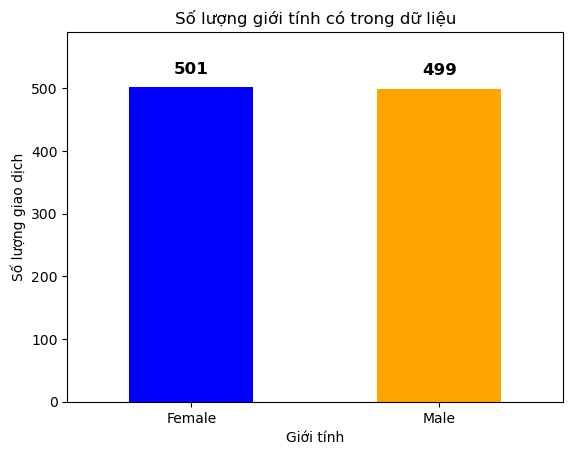 Số lượng giới tính có trong dữ liệu
501
499
500
400
300
200
100
0
Số lượng giao dịch
Female
Male
Giới tính